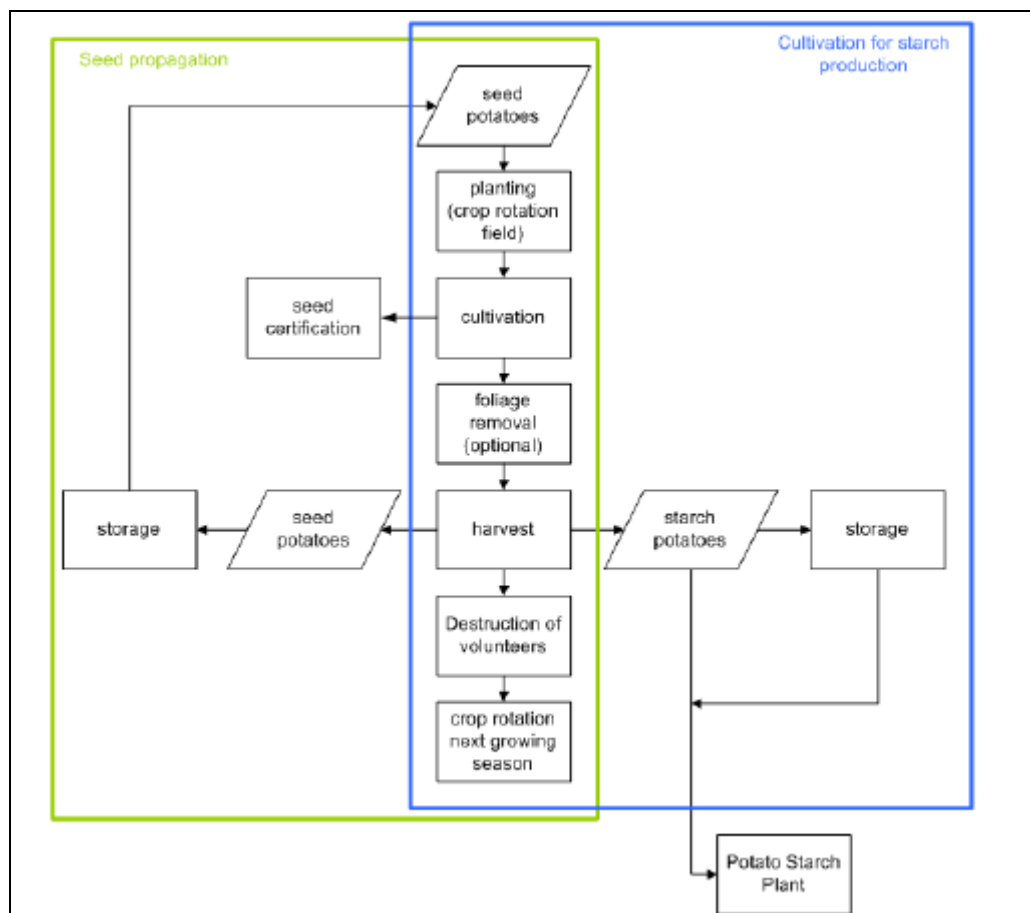 Seed propagation
Cultivation for starch
production
seed
potatoes
planting
(crop rotation
field)
seed
certification
cultivation
foliage
removal
(optional)
storage
seed
potatoes
harvest
starch
potatoes
storage
Destruction of
volunteers
crop rotation
next growing
season
Potato Starch
Plant